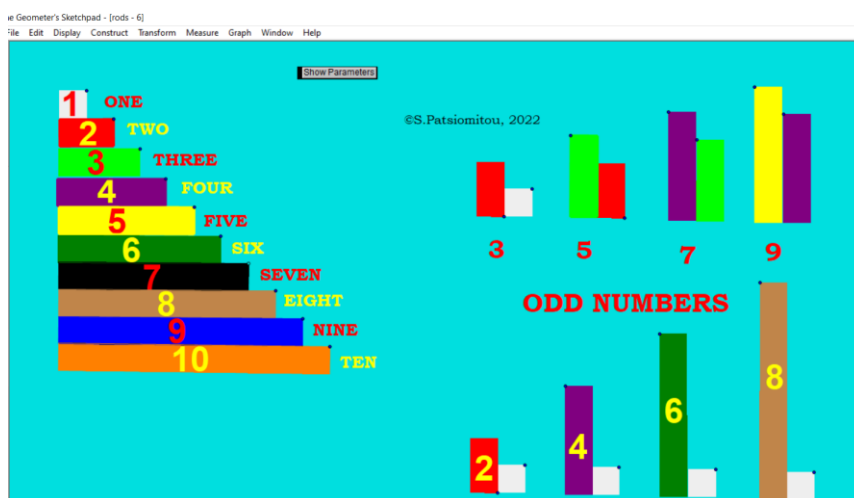 ne Geometer's Sketchpad - [rods - 6]
File Edit Display Construct Transform Measure Graph Window Help
Show Parameters
1 ONE
2 TWO
3 THREE
4 FOUR
5 FIVE
6 SIX
7 SEVEN
8 EIGHT
9 NINE
10 TEN
©S.Patsiomitou, 2022
3 5 7 9
ODD NUMBERS
2 4 6 8